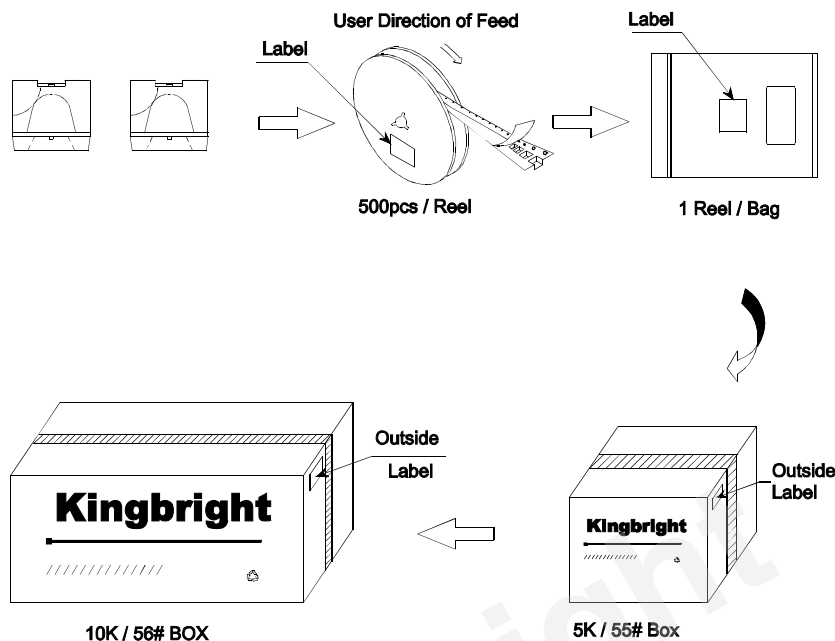 User Direction of Feed
Label
Label
500pcs / Reel
1 Reel / Bag
Outside
Label
Kingbright
10K / 56# BOX
Outside
Label
Kingbright
5K / 55# Box